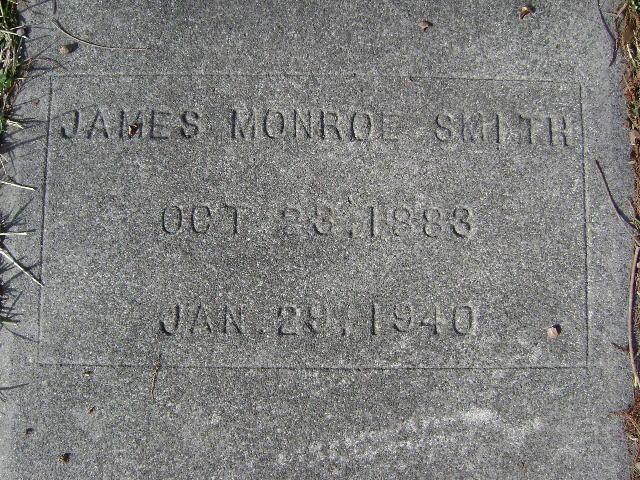 JAMES MONROE SMITH
OCT. 23, 1883
JAN. 29, 1940